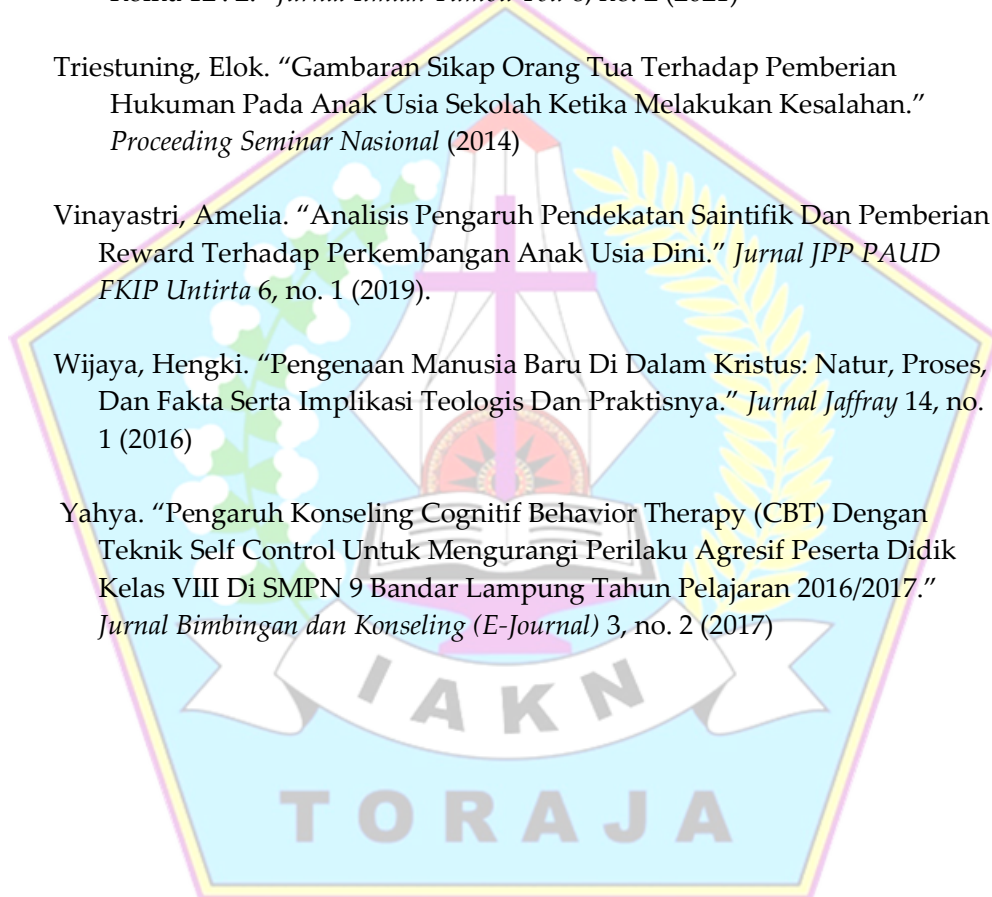 Triestuning, Elok. “Gambaran Sikap Orang Tua Terhadap Pemberian
Hukuman Pada Anak Usia Sekolah Ketika Melakukan Kesalahan.”
Proceeding Seminar Nasional (2014)
Vinayastri, Amelia. “Analisis Pengaruh Pendekatan Saintifik Dan Pemberian
Reward Terhadap Perkembangan Anak Usia Dini.” Jurnal JPP PAUD
FKIP Untirta 6, no. 1 (2019).
Wijaya, Hengki. “Pengenaan Manusia Baru Di Dalam Kristus: Natur, Proses,
Dan Fakta Serta Implikasi Teologis Dan Praktisnya.” Jurnal Jaffray 14, no.
1 (2016)
Yahya. “Pengaruh Konseling Cognitif Behavior Therapy (CBT) Dengan
Teknik Self Control Untuk Mengurangi Perilaku Agresif Peserta Didik
Kelas VIII Di SMPN 9 Bandar Lampung Tahun Pelajaran 2016/2017.”
Jurnal Bimbingan dan Konseling (E-Journal) 3, no. 2 (2017)
IAKN
TORAJA